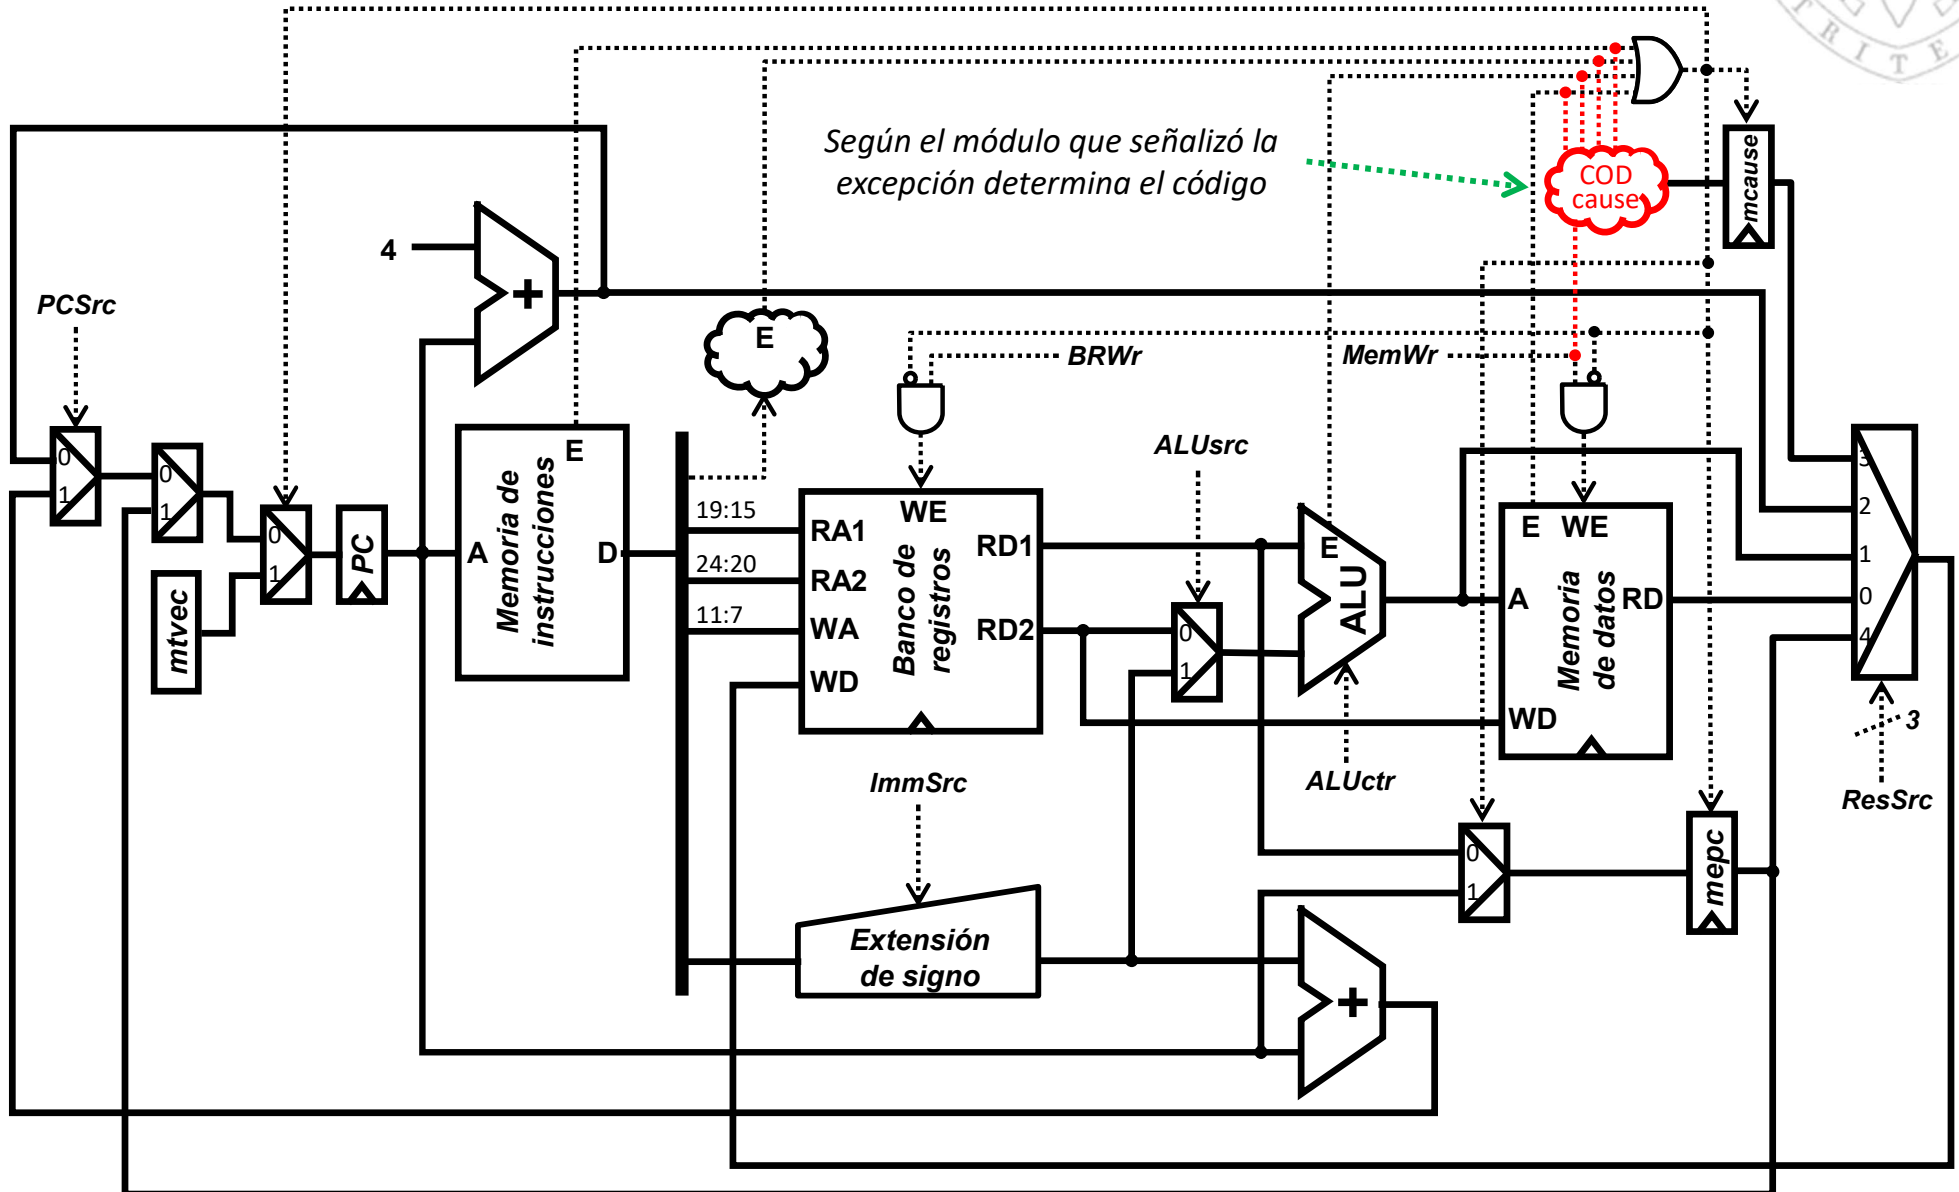 T R I T E
Según el módulo que señalizó la
excepción determina el código
COD
cause
mcause
4
+
PCSrc
E
BRWr
MemWr
0
1
0
1
0
1
mtvec
PC
A
Memoria de
instrucciones
E
D
19:15
24:20
11:7
WE
RA1
RA2
WA
WD
Banco de
registros
RD1
RD2
ALUsrc
0
1
E
ALU
ALUctr
E WE
A
Memoria
de datos
RD
WD
3
2
1
0
4
3
ResSrc
ImmSrc
Extensión
de signo
+
0
1
mepc